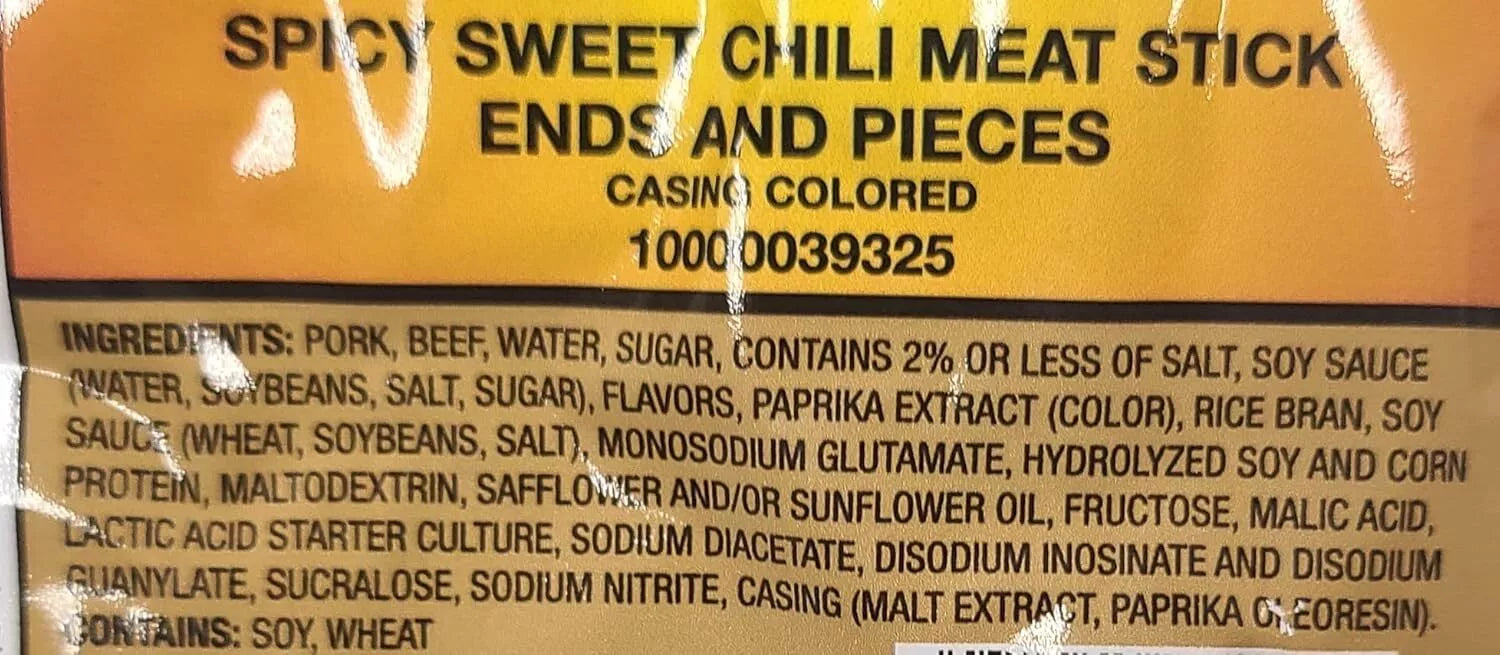 SPICY SWEET CHILI MEAT STICK
ENDS AND PIECES
CASING COLORED
10000039325
INGREDIENTS: PORK, BEEF, WATER, SUGAR, CONTAINS 2% OR LESS OF SALT, SOY SAUCE
(WATER, SOYBEANS, SALT, SUGAR), FLAVORS, PAPRIKA EXTRACT (COLOR), RICE BRAN, SOY
SAUCE (WHEAT, SOYBEANS, SALT), MONOSODIUM GLUTAMATE, HYDROLYZED SOY AND CORN
PROTEIN, MALTODEXTRIN, SAFFLOWER AND/OR SUNFLOWER OIL, FRUCTOSE, MALIC ACID,
LACTIC ACID STARTER CULTURE, SODIUM DIACETATE, DISODIUM INOSINATE AND DISODIUM
GUANYLATE, SUCRALOSE, SODIUM NITRITE, CASING (MALT EXTRACT, PAPRIKA OLEORESIN).
CONTAINS: SOY, WHEAT